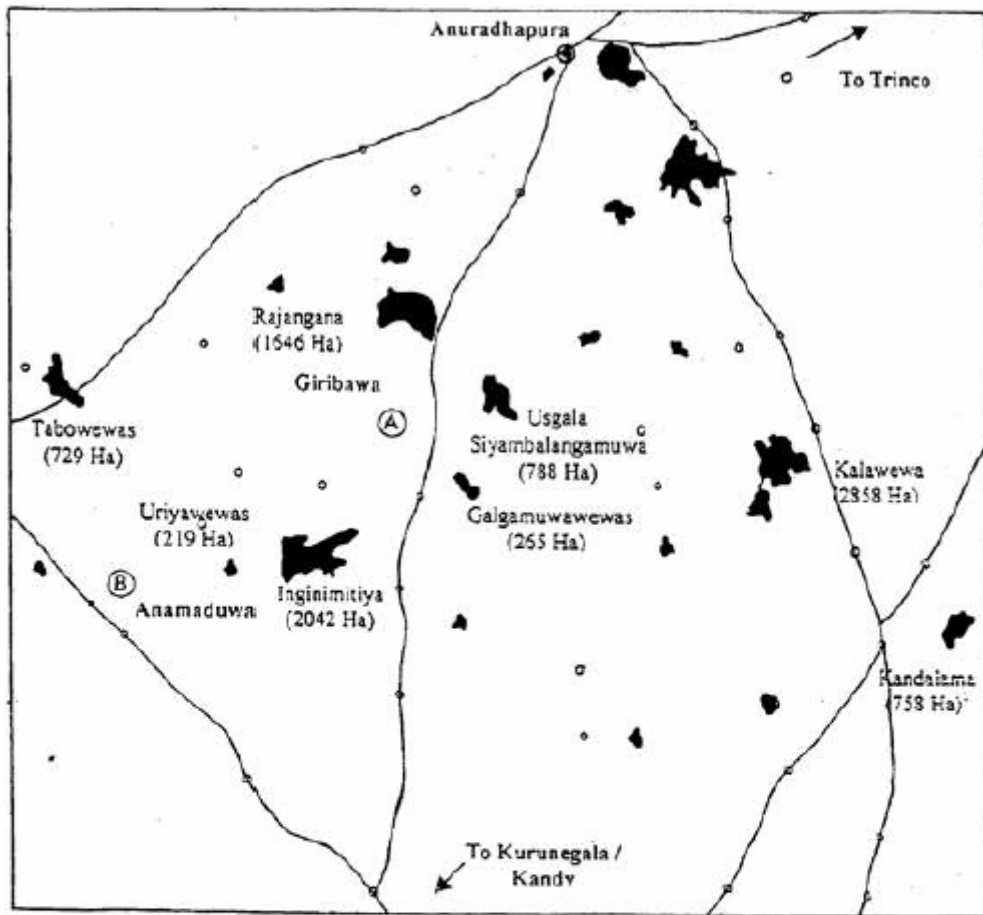 Anuradhapura
To Trinco
Rajangana
(1646 Ha)
Giribawa
A
Tabowewas
(729 Ha)
Usgala
Siyambalangamuwa
(788 Ha)
Kalawewa
(2858 Ha)
Uriyavewas
(219 Ha)
Galgamuwawewas
(265 Ha)
B
Anamaduwa
Inginimitiya
(2042 Ha)
Kandalama
(758 Ha)
To Kurunegala /
Kandy